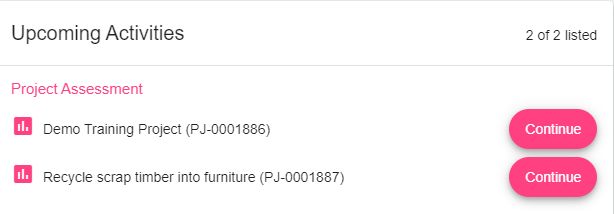 Upcoming Activities
2 of 2 listed
Project Assessment
Demo Training Project (PJ-0001886)
Continue
Recycle scrap timber into furniture (PJ-0001887)
Continue